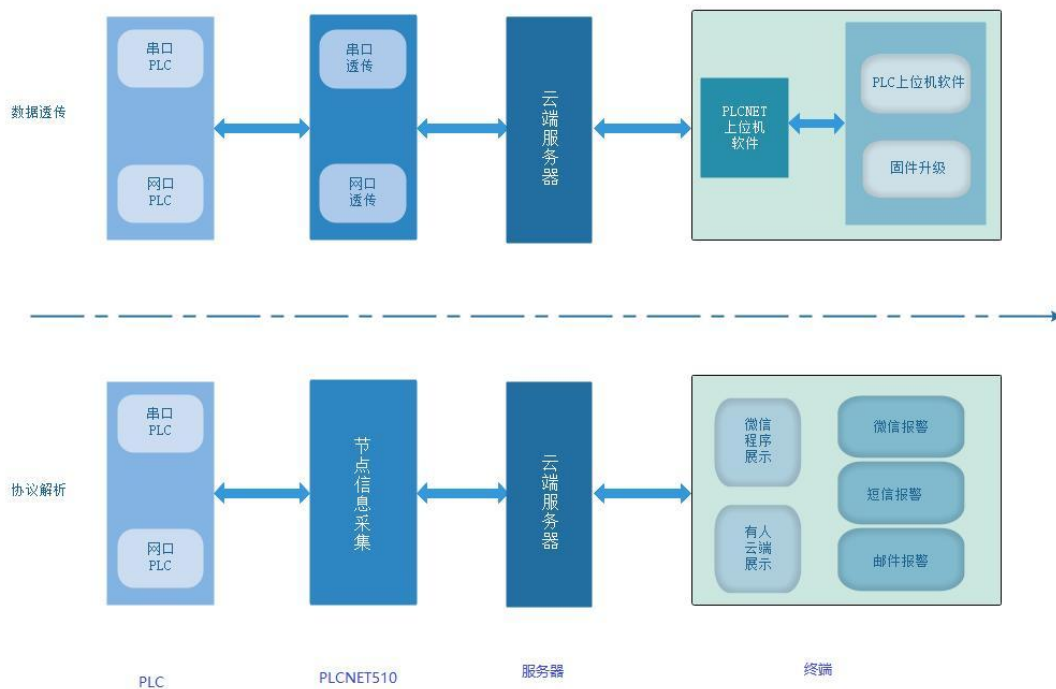 数据透传
串口
PLC
网口
PLC
串口
透传
网口
透传
云端服务器
PLCNET
上位机
软件
PLC上位机软件
固件升级
协议解析
串口
PLC
网口
PLC
节点信息采集
云端服务器
微信
程序
展示
有人
云端
展示
微信报警
短信报警
邮件报警
PLC
PLCNET510
服务器
终端